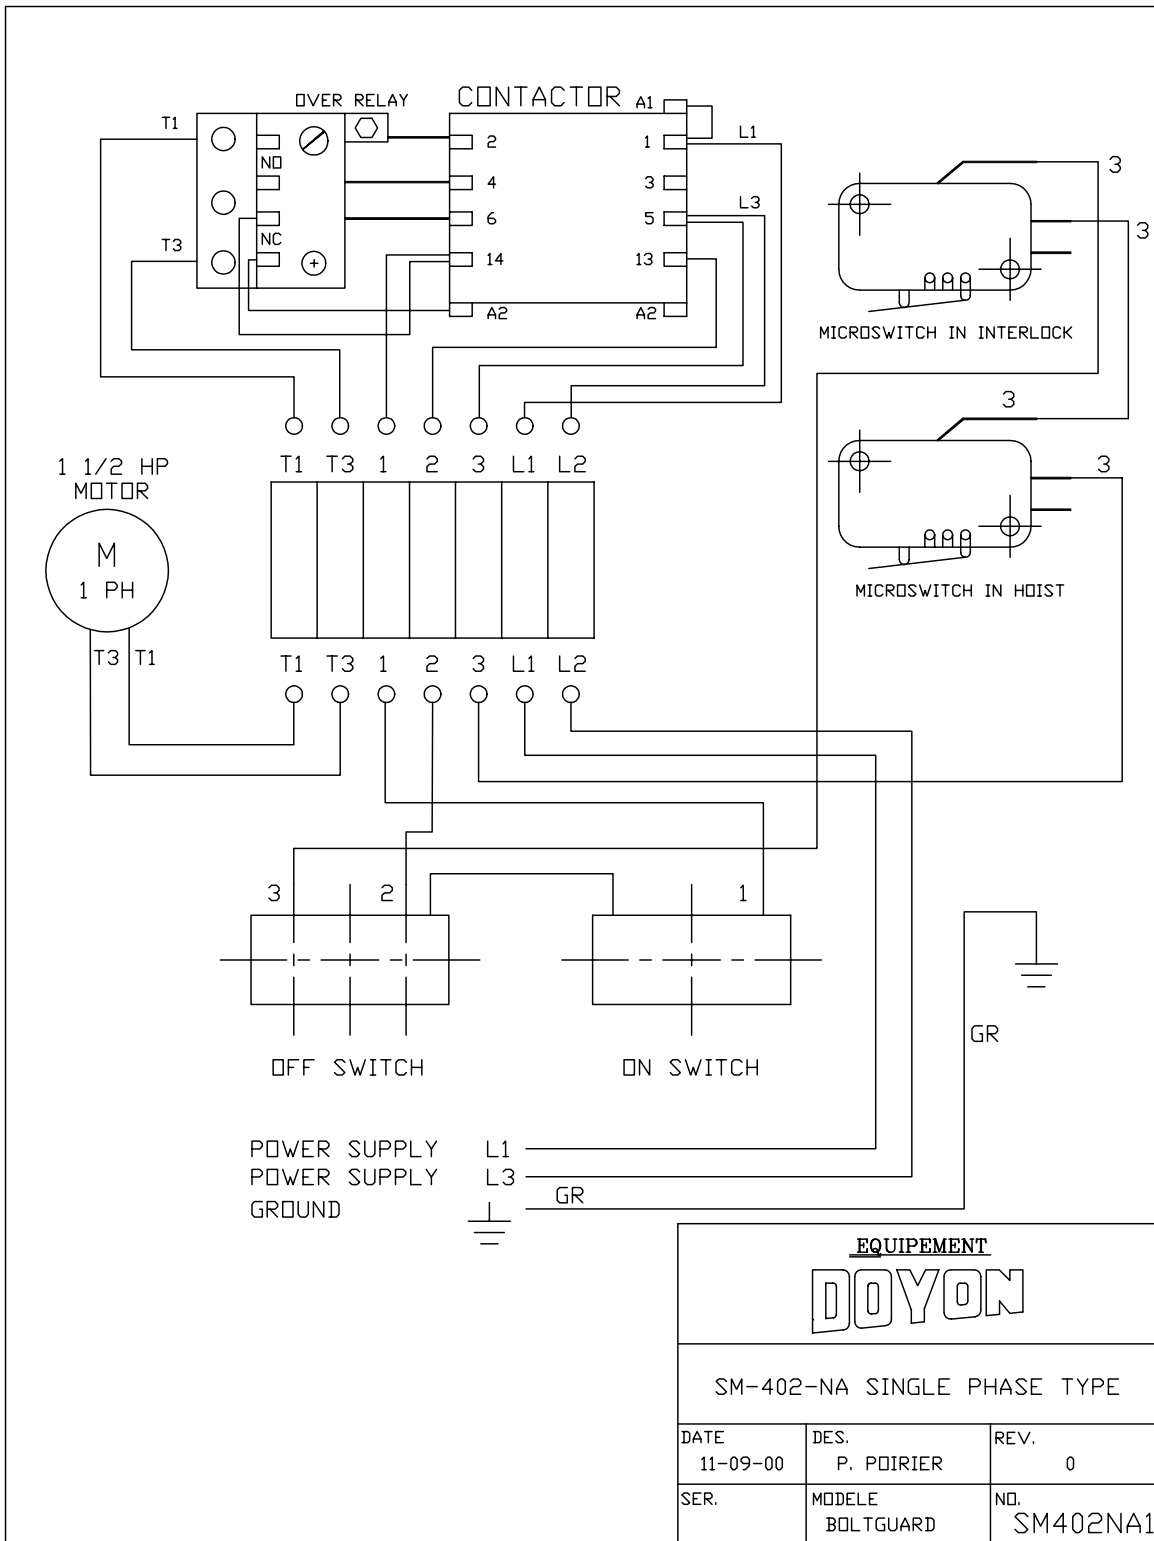 OVER RELAY
CONTACTOR
A1
T1
2
1
L1
NO
4
3
L3
T3
6
5
NC
14
13
A2
A2
3
3
MICROSWITCH IN INTERLOCK
3
3
MICROSWITCH IN HOIST
T1 T3 1 2 3 L1 L2
1 1/2 HP
MOTOR
M
1 PH
T3 T1
T1 T3 1 2 3 L1 L2
3 2 1
OFF SWITCH
ON SWITCH
GR
POWER SUPPLY L1
POWER SUPPLY L3
GROUND
GR
EQUIPEMENT
DOYON
SM-402-NA SINGLE PHASE TYPE
DATE
11-09-00
DES.
P. POIRIER
REV.
0
SER.
MODELE
BOLTGUARD
NO.
SM402NA1